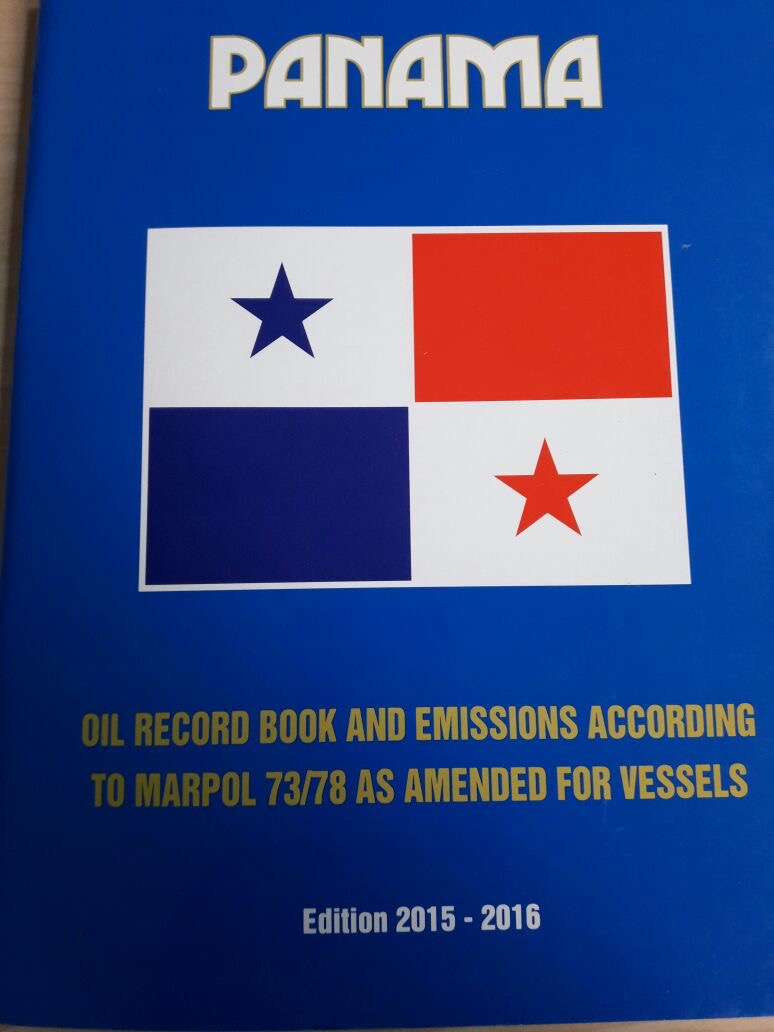 PANAMA
OIL RECORD BOOK AND EMISSIONS ACCORDING
TO MARPOL 73/78 AS AMENDED FOR VESSELS
Edition 2015 - 2016